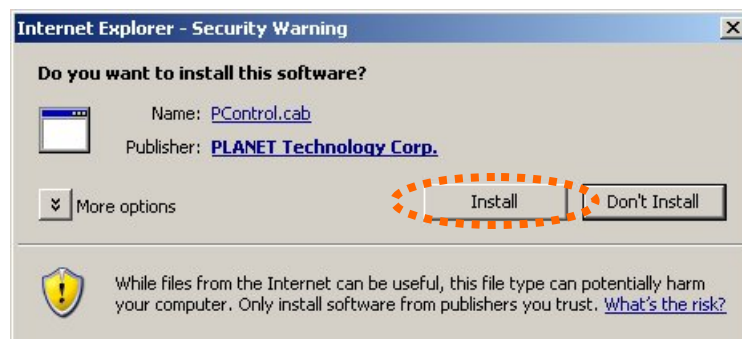 Internet Explorer - Security Warning
Do you want to install this software?
Name: PControl.cab
Publisher: PLANET Technology Corp.
More options
Install
Don't Install
While files from the Internet can be useful, this file type can potentially harm
your computer. Only install software from publishers you trust. What's the risk?